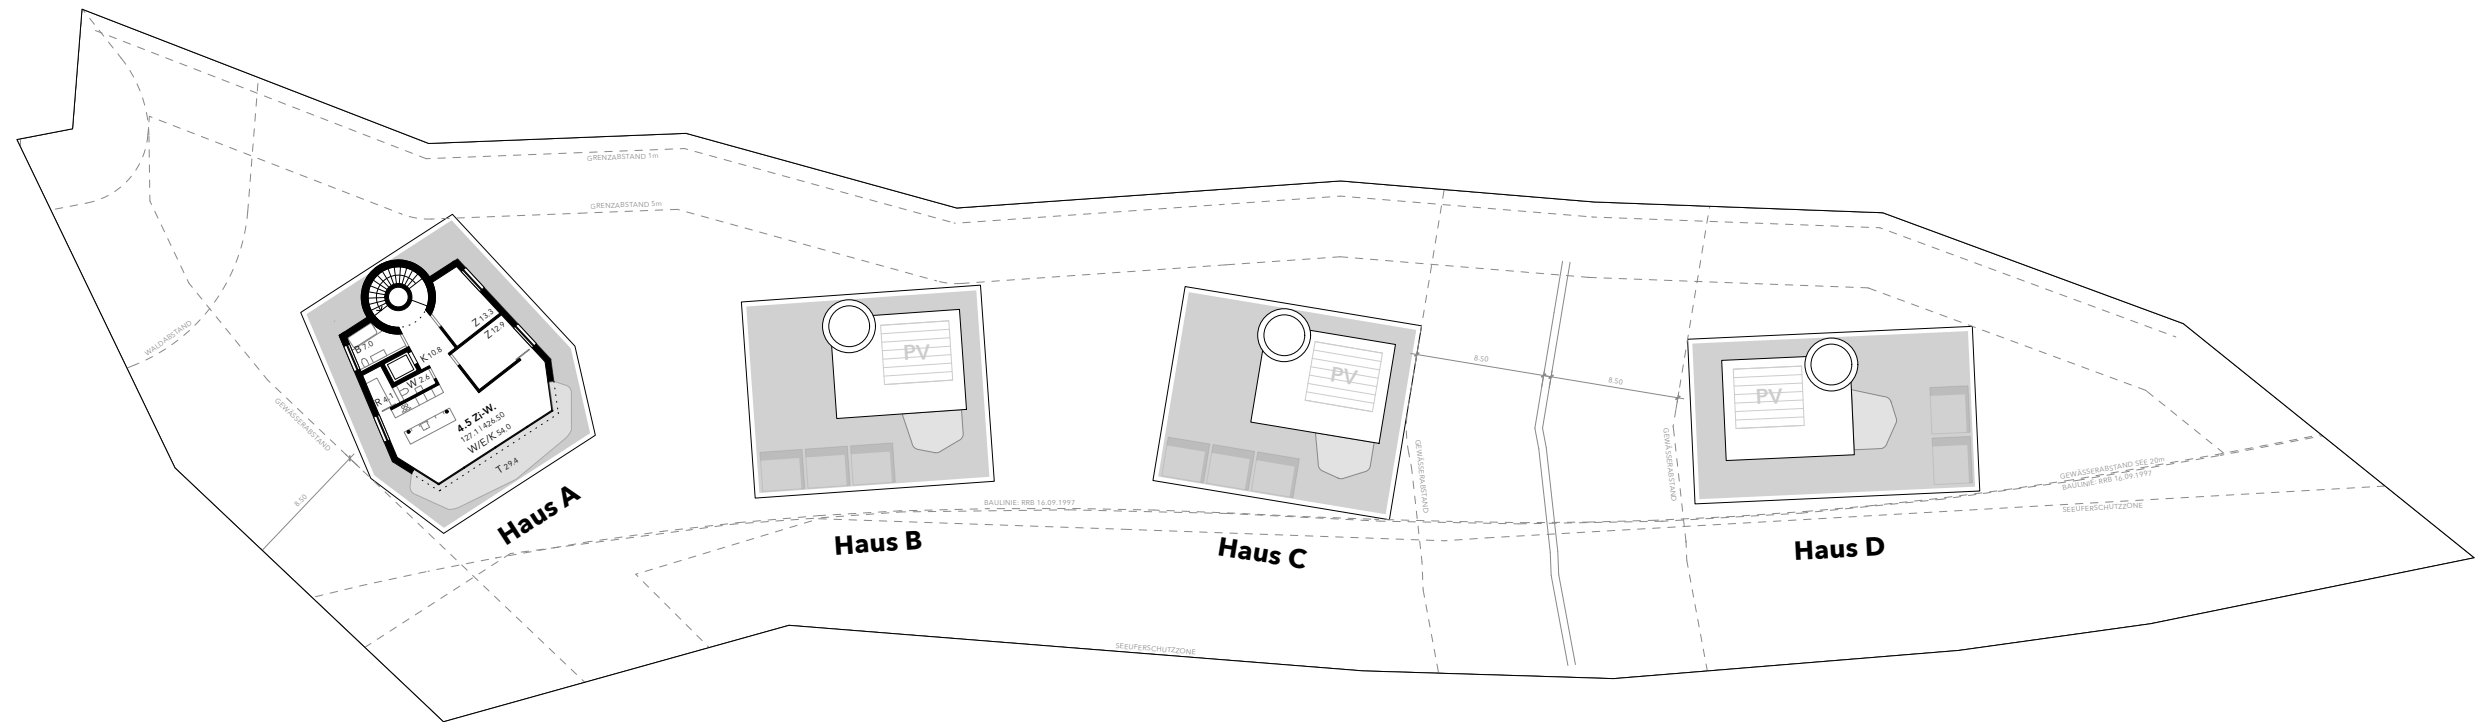 GRENZABSTAND 1m
GRENZABSTAND 5m
WALDABSTAND
GEWÄSSERABSTAND
8.50
Z 13.3
Z 12.9
B 7.0
K 10.8
W 2.6
R 4.1
4.5 Zi-W.
127.1 | 426.50
W/E/K 54.0
T 29.4
Haus A
PV
Haus B
BAULINIE: RRB 16.09.1997
PV
Haus C
GEWÄSSERABSTAND
8.50
8.50
GEWÄSSERABSTAND
PV
Haus D
GEWÄSSERABSTAND SEE 20m
BAULINIE: RRB 16.09.1997
SEEUFERSCHUTZZONE
SEEUFERSCHUTZZONE